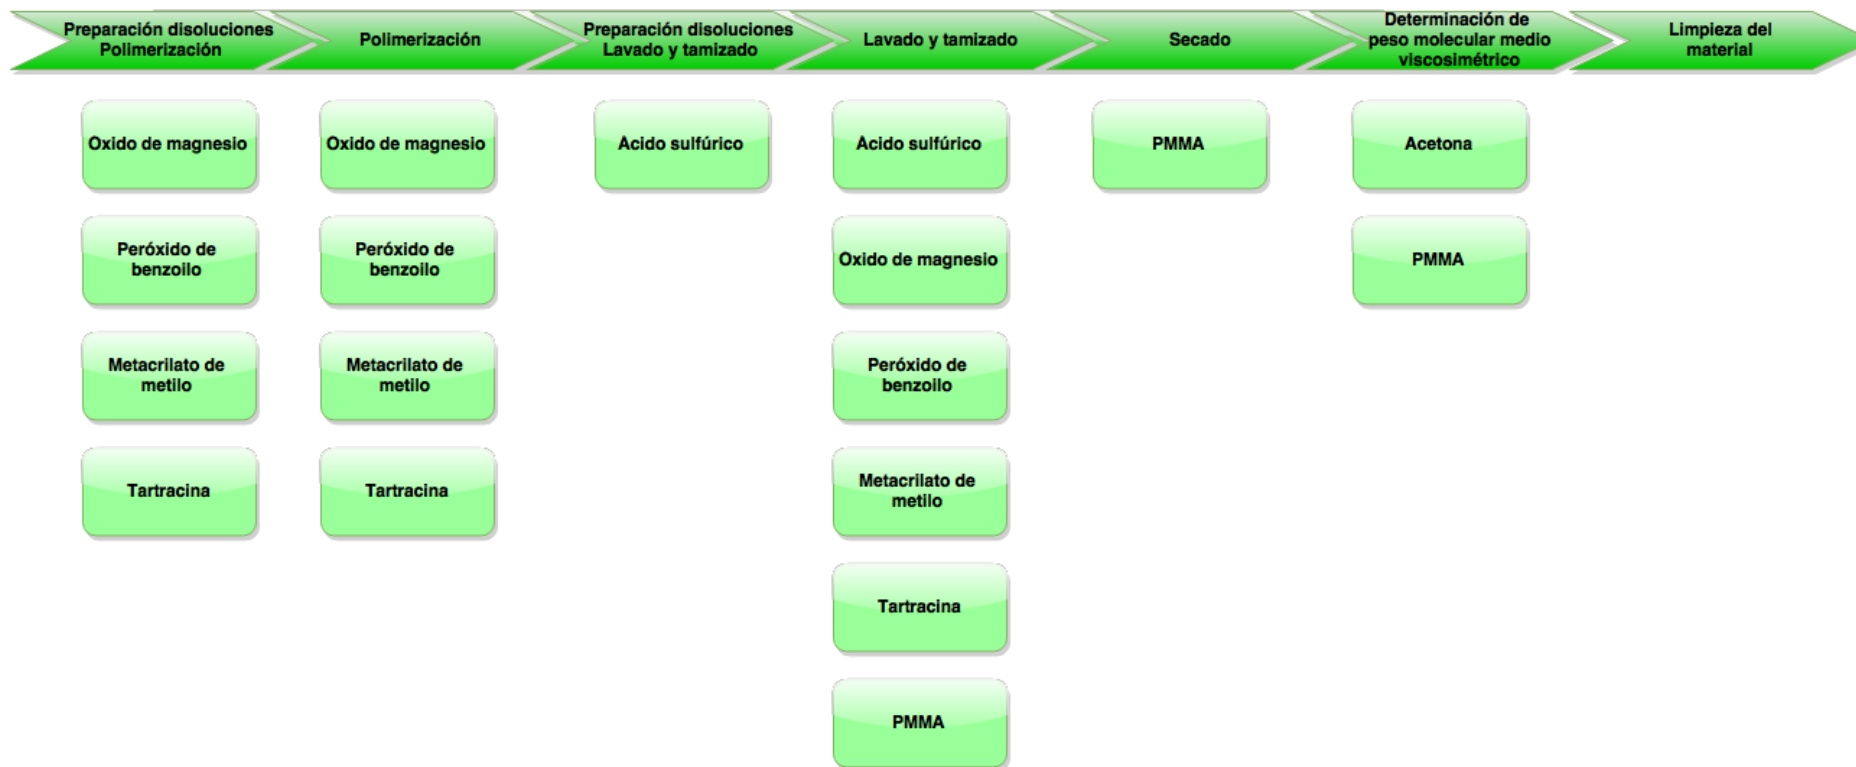 Preparación disoluciones
Polimerización
Polimerización
Preparación disoluciones
Lavado y tamizado
Lavado y tamizado
Secado
Determinación de
peso molecular medio
viscosimétrico
Limpieza del
material
Oxido de magnesio
Peróxido de
benzoilo
Metacrilato de
metilo
Tartracina
Oxido de magnesio
Peróxido de
benzoilo
Metacrilato de
metilo
Tartracina
Acido sulfúrico
Acido sulfúrico
Oxido de magnesio
Peróxido de
benzoilo
Metacrilato de
metilo
Tartracina
PMMA
PMMA
Acetona
PMMA